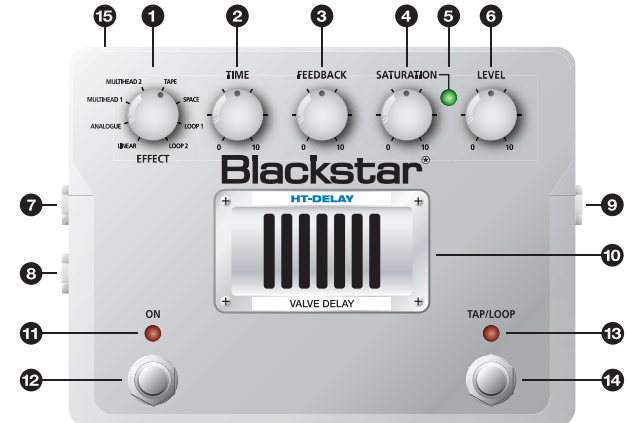 15 1 2 3 4 5 6
MULTIHEAD 2 TAPE
MULTIHEAD 1 SPACE
ANALOGUE LOOP 1
LINEAR LOOP 2
EFFECT
TIME
0 10
FEEDBACK
0 10
SATURATION
0 10
LEVEL
0 10
Blackstar®
HT-DELAY
VALVE DELAY
7
8
9
10
ON
11
12
TAP/LOOP
13
14